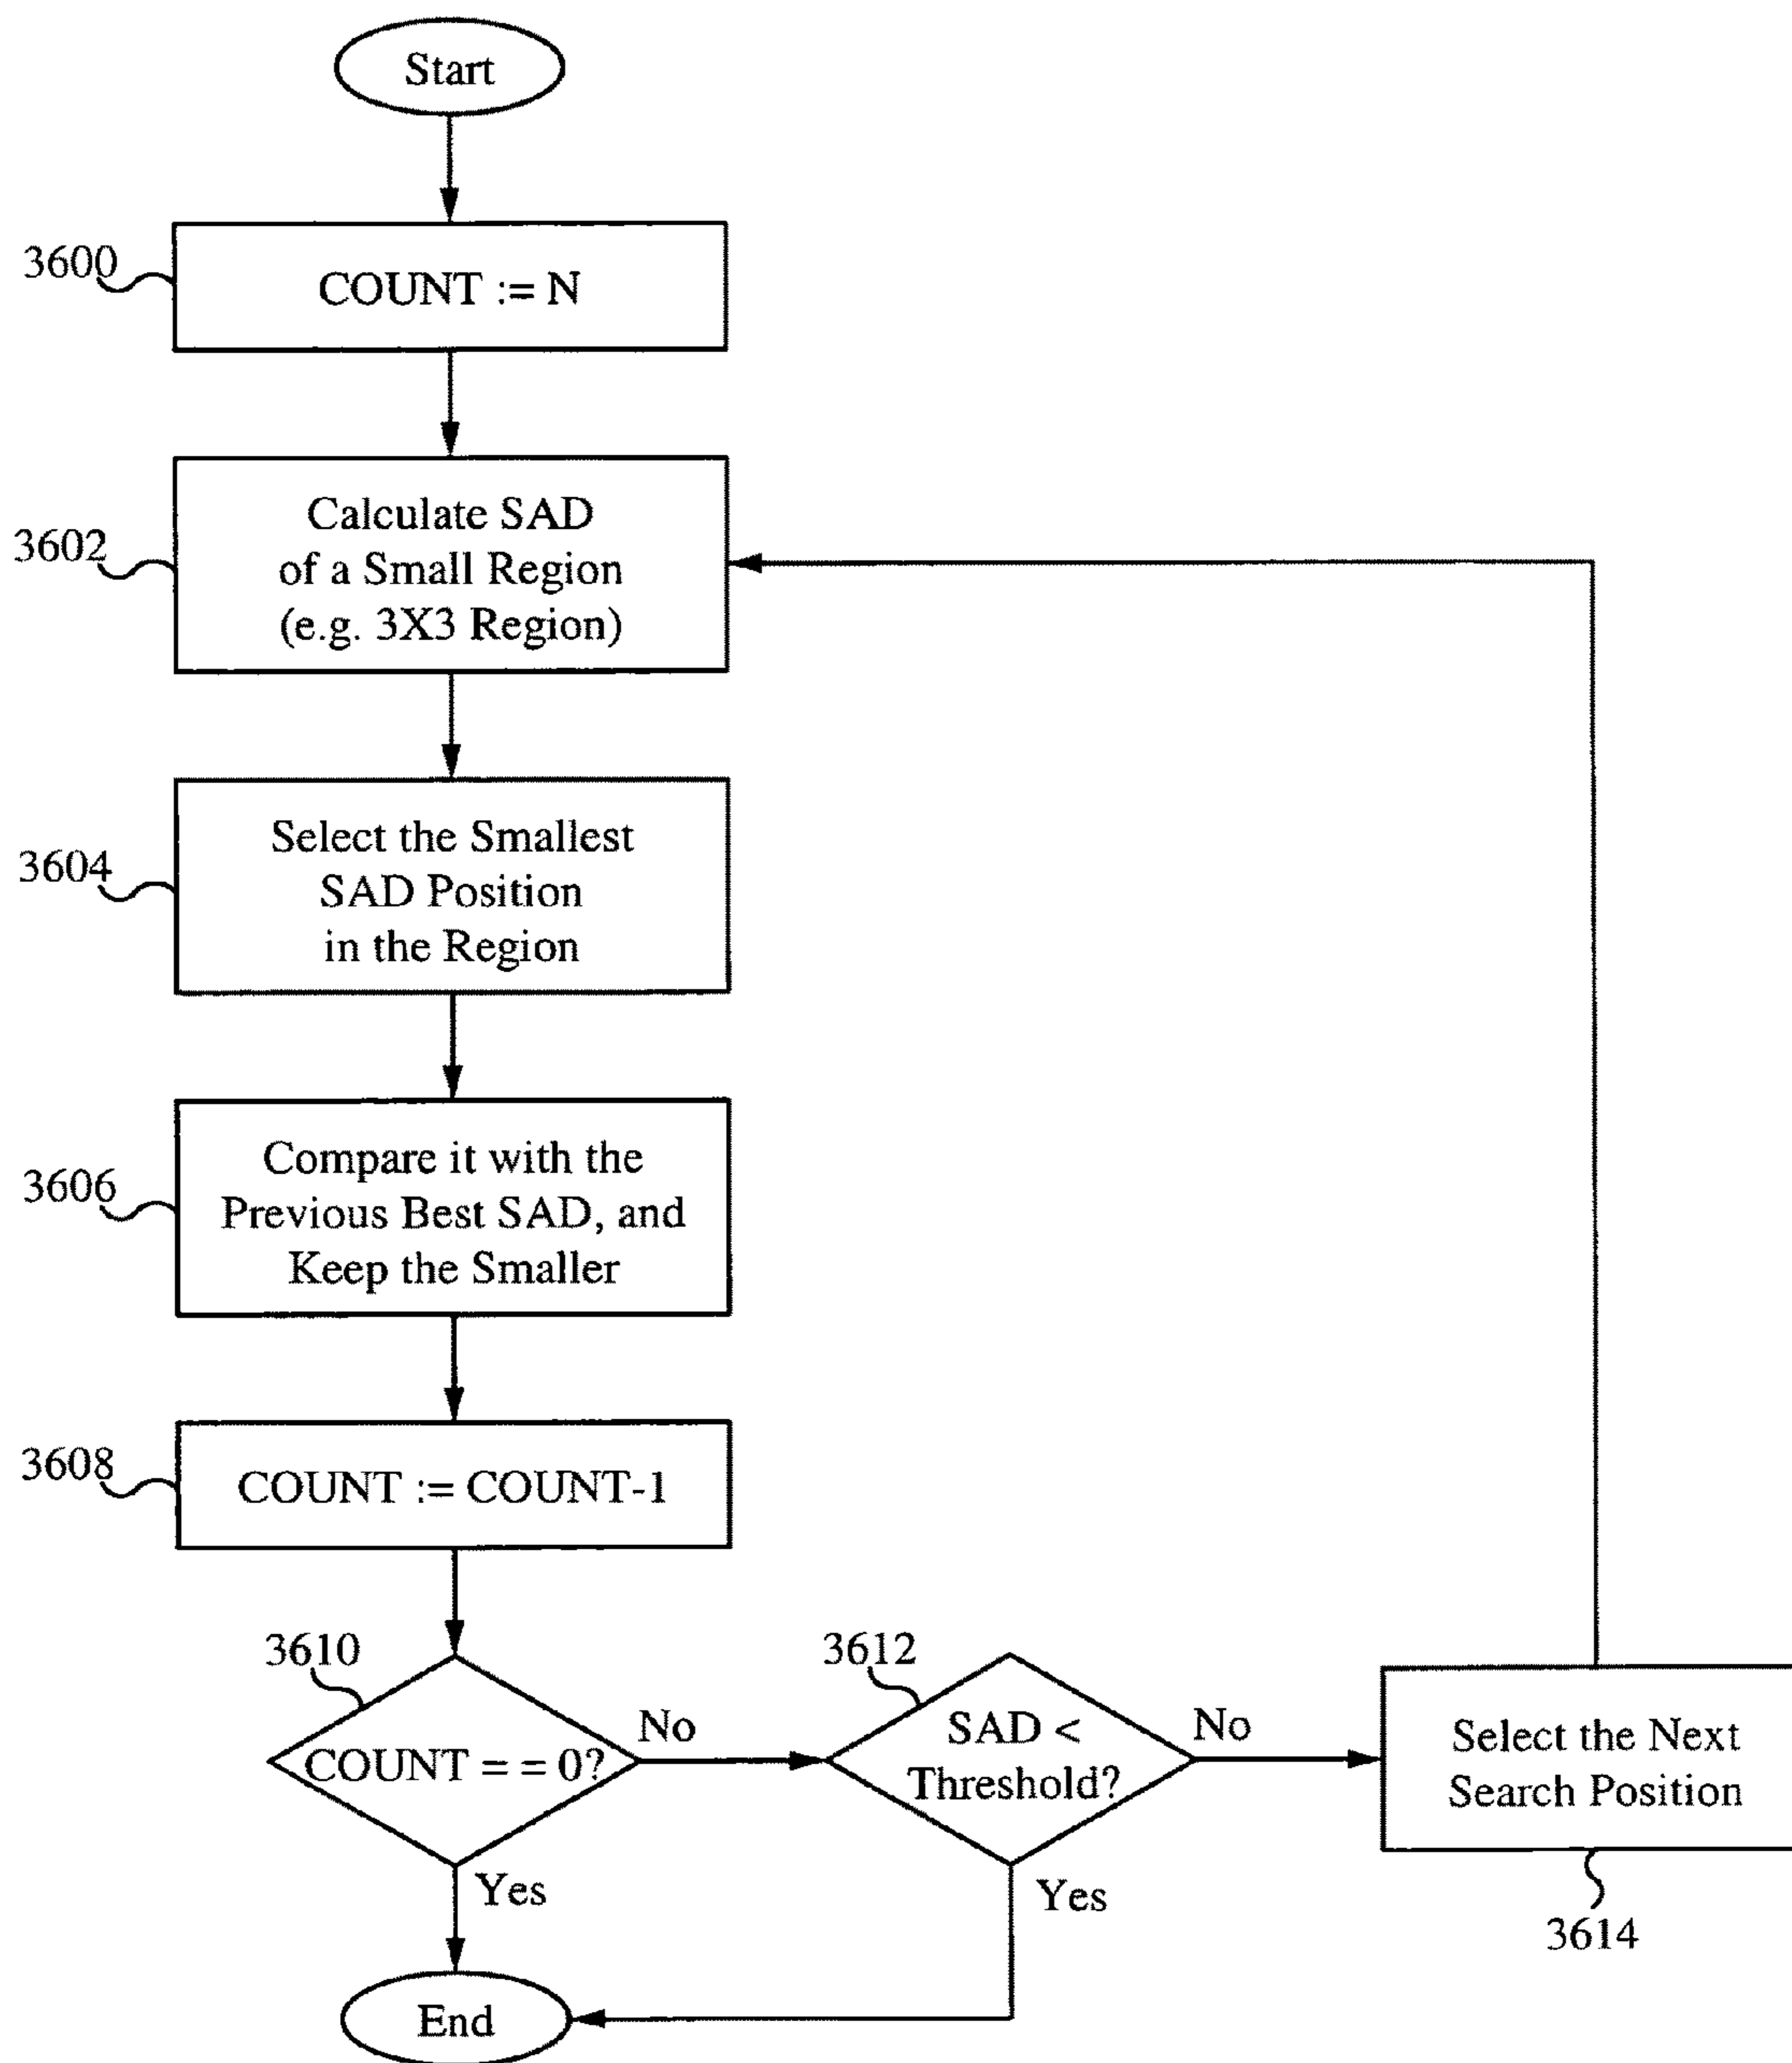 Start
3600
COUNT := N
3602
Calculate SAD
of a Small Region
(e.g. 3X3 Region)
3604
Select the Smallest
SAD Position
in the Region
3606
Compare it with the
Previous Best SAD, and
Keep the Smaller
3608
COUNT := COUNT-1
3610
COUNT = = 0?
No
Yes
3612
SAD <
Threshold?
No
Yes
Select the Next
Search Position
3614
End